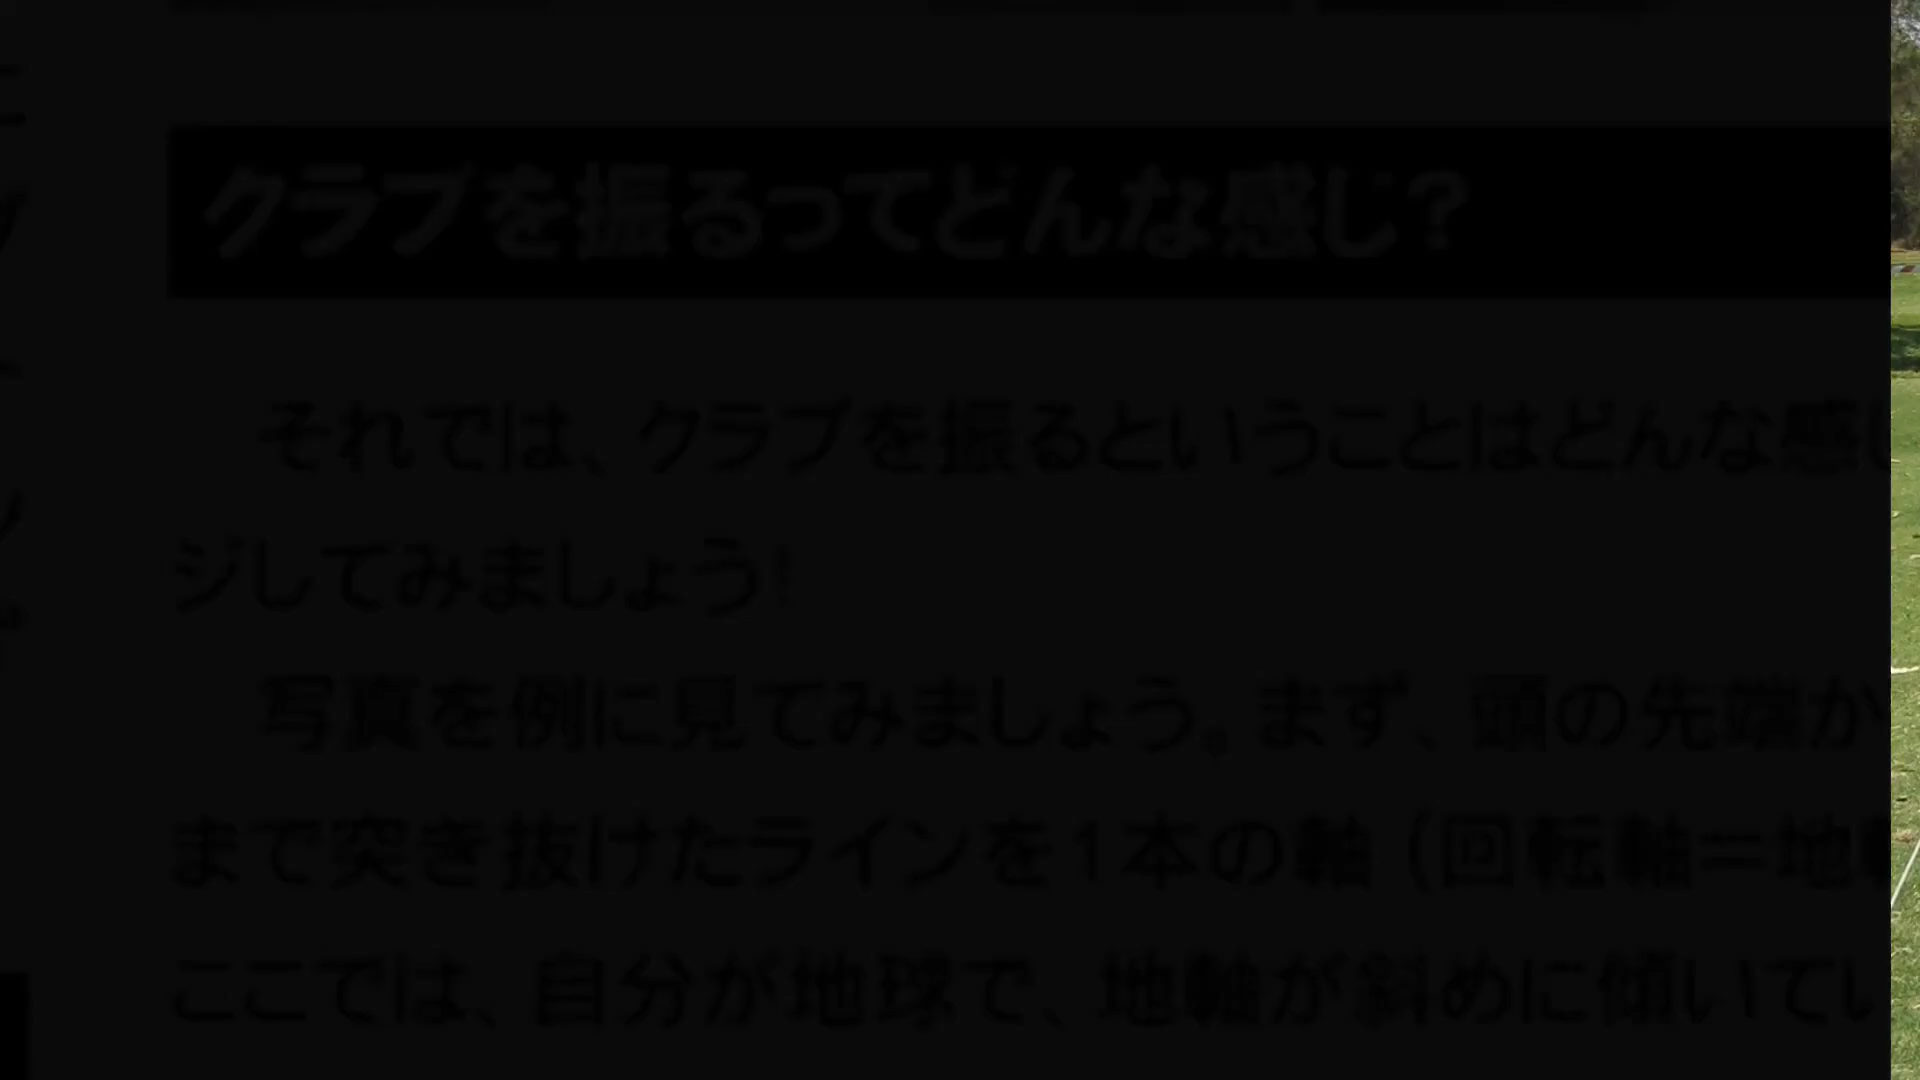 クラブを振るってどんな感じ?
それでは、クラブを振るということはどんな感じ
ジしてみましょう!
写真を例に見てみましょう。まず、頭の先端か
まで突き抜けたラインを1本の軸(回転軸=地軸
ここでは、自分が地球で、地軸が斜めに傾いてい